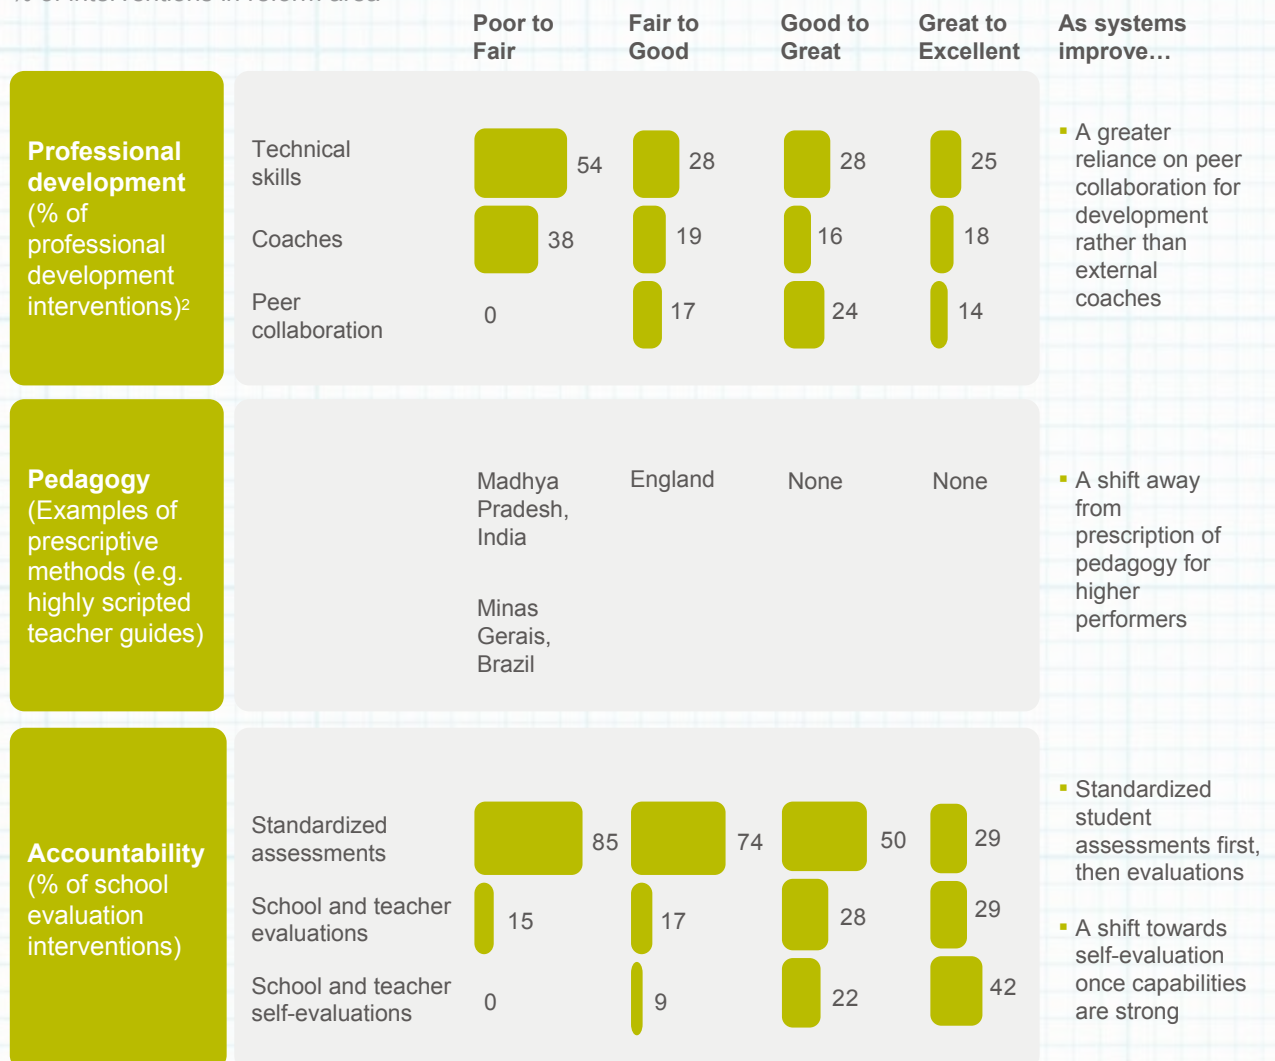 % of interventions in reform area
Poor to
Fair
Fair to
Good
Good to
Great
Great to
Excellent
As systems
improve…
Professional
development
(% of
professional
development
interventions)2
Technical
skills
54
28
28
25
Coaches
38
19
16
18
Peer
collaboration
0
17
24
14
▪ A greater
reliance on peer
collaboration for
development
rather than
external
coaches
Pedagogy
(Examples of
prescriptive
methods (e.g.
highly scripted
teacher guides)
Madhya
Pradesh,
India
Minas
Gerais,
Brazil
England
None
None
▪ A shift away
from
prescription of
pedagogy for
higher
performers
Accountability
(% of school
evaluation
interventions)
Standardized
assessments
85
74
50
29
School and teacher
evaluations
15
17
28
29
School and teacher
self-evaluations
0
9
22
42
▪ Standardized
student
assessments first,
then evaluations
▪ A shift towards
self-evaluation
once capabilities
are strong